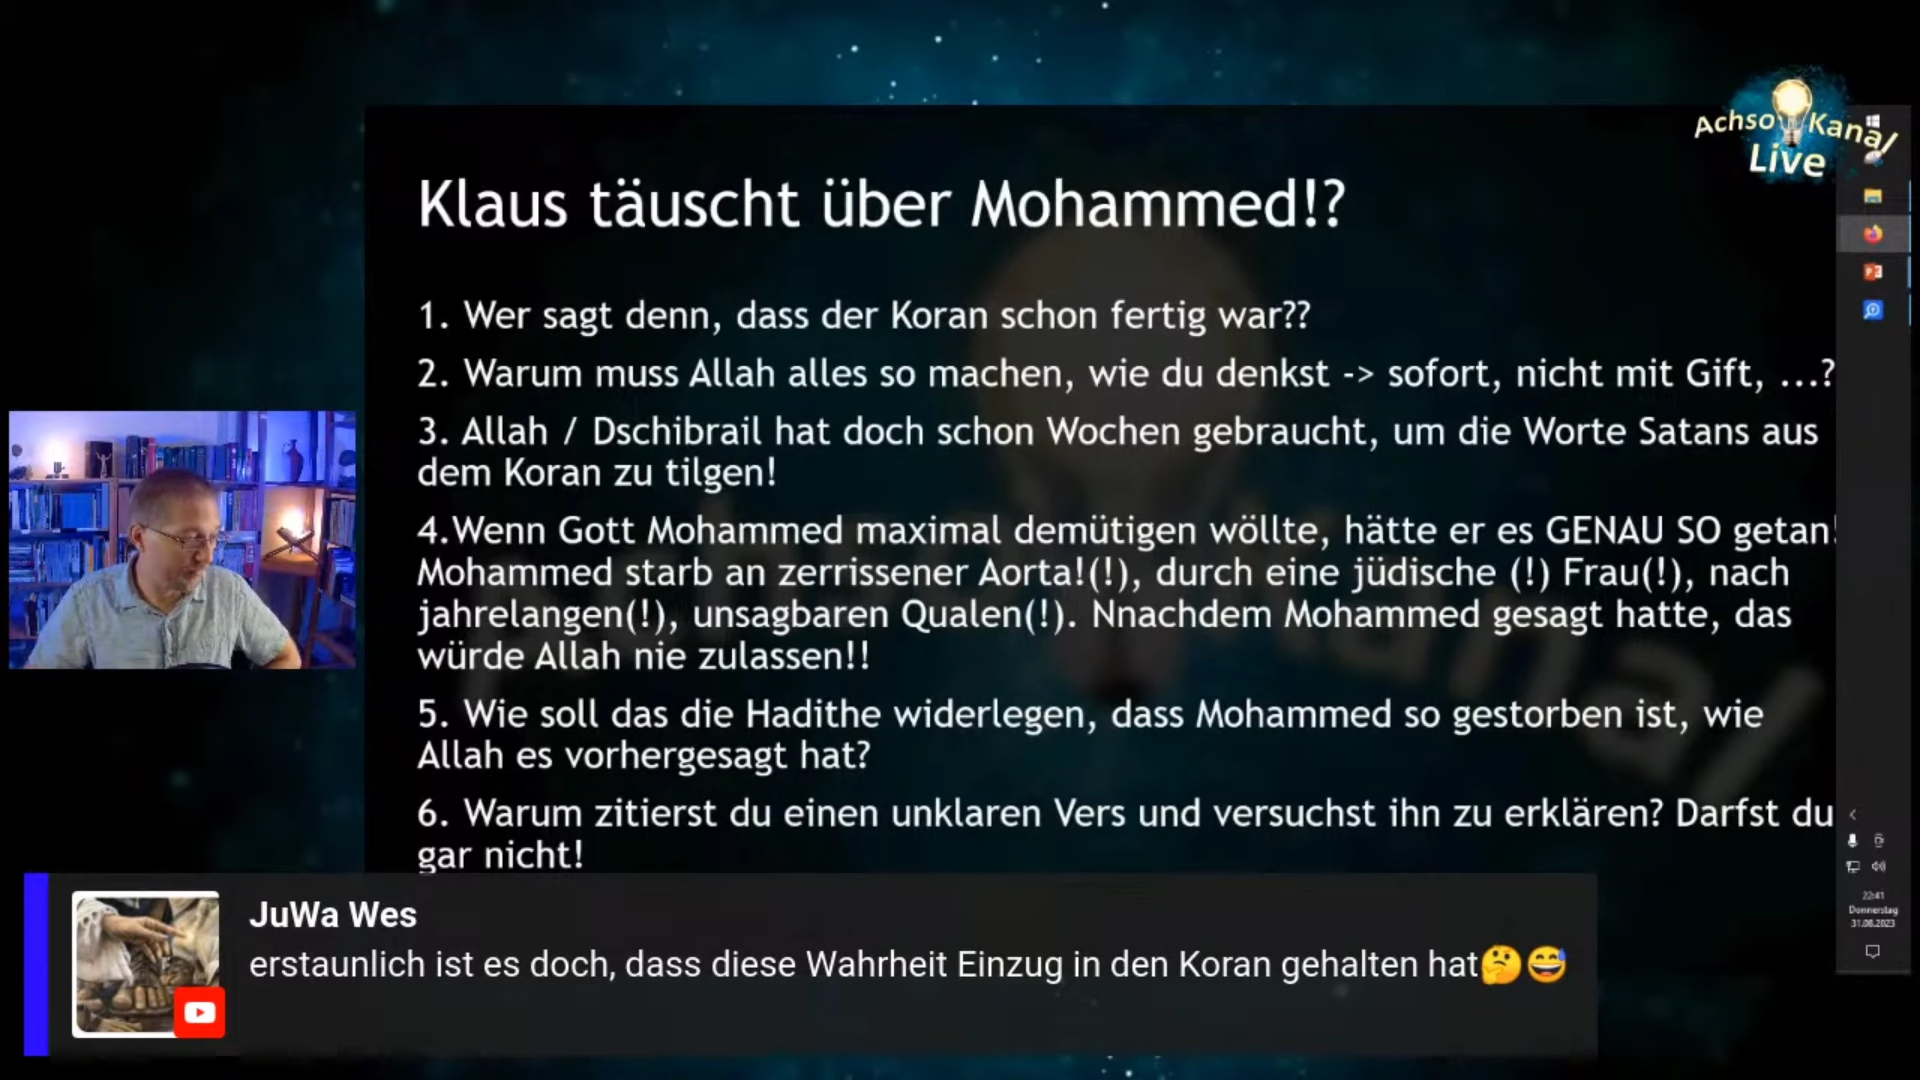 Achso Kanal
Live
Klaus täuscht über Mohammed!?
1. Wer sagt denn, dass der Koran schon fertig war??
2. Warum muss Allah alles so machen, wie du denkst -> sofort, nicht mit Gift, ...?
3. Allah / Dschibrail hat doch schon Wochen gebraucht, um die Worte Satans aus
dem Koran zu tilgen!
4.Wenn Gott Mohammed maximal demütigen wöllte, hätte er es GENAU SO getan!
Mohammed starb an zerrissener Aorta!(!), durch eine jüdische (!) Frau(!), nach
jahrelangen(!), unsagbaren Qualen(!). Nnachdem Mohammed gesagt hatte, das
würde Allah nie zulassen!!
5. Wie soll das die Hadithe widerlegen, dass Mohammed so gestorben ist, wie
Allah es vorhergesagt hat?
6. Warum zitierst du einen unklaren Vers und versuchst ihn zu erklären? Darfst du
gar nicht!
22:41
Donnerstag
31.08.2023
JuWa Wes
erstaunlich ist es doch, dass diese Wahrheit Einzug in den Koran gehalten hat🤔😅